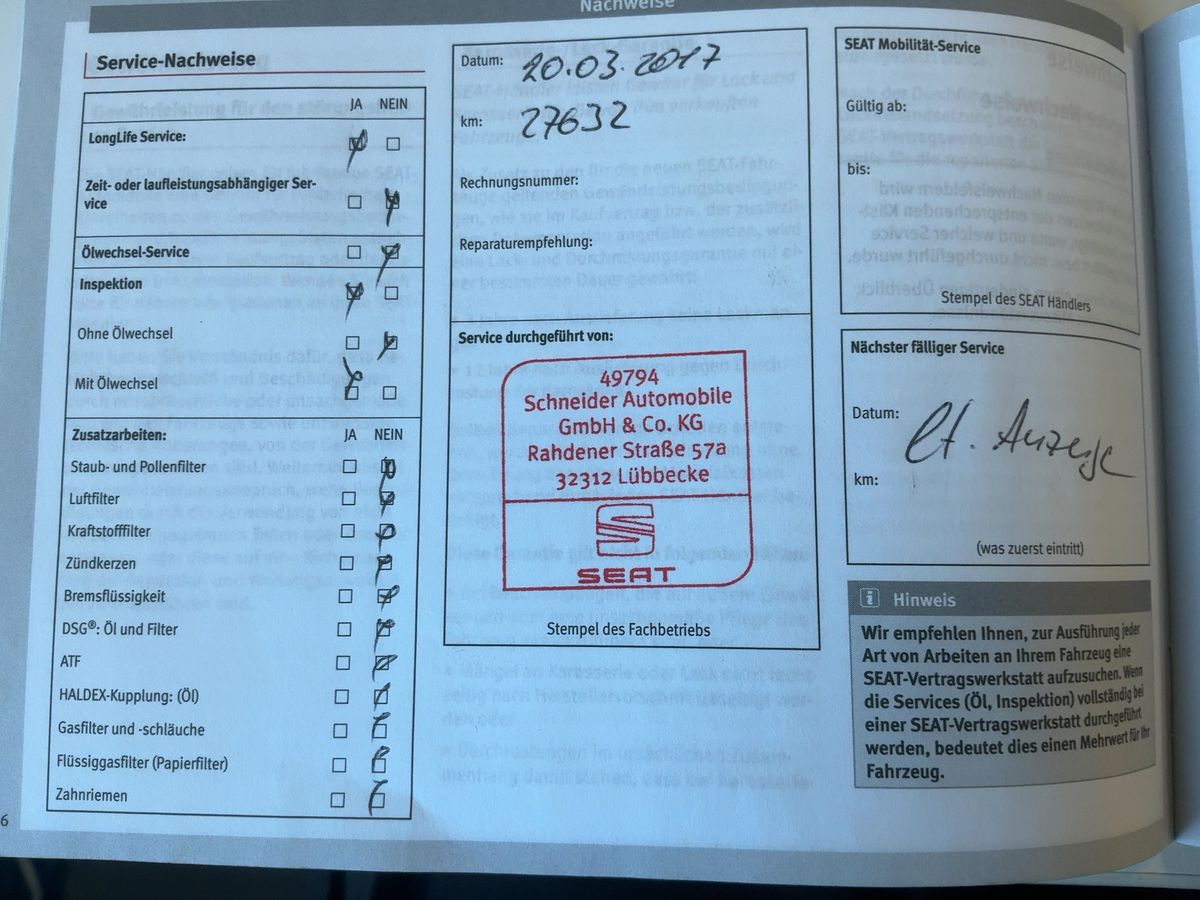 Nachweise
Service-Nachweise
JA NEIN
LongLife Service:
Zeit- oder laufleistungsabhängiger Ser-
vice
Ölwechsel-Service
Inspektion
Ohne Ölwechsel
Mit Ölwechsel
Zusatzarbeiten: JA NEIN
Staub- und Pollenfilter
Luftfilter
Kraftstofffilter
Zündkerzen
Bremsflüssigkeit
DSG®: Öl und Filter
ATF
HALDEX-Kupplung: (Öl)
Gasfilter und -schläuche
Flüssiggasfilter (Papierfilter)
Zahnriemen
6
Datum: 20.03.2017
km: 27632
Rechnungsnummer:
Reparaturempfehlung:
Service durchgeführt von:
49794
Schneider Automobile
GmbH & Co. KG
Rahdener Straße 57a
32312 Lübbecke
SEAT
Stempel des Fachbetriebs
SEAT Mobilität-Service
Gültig ab:
bis:
Stempel des SEAT Händlers
Nächster fälliger Service
Datum:
lt. Anzeige
km:
(was zuerst eintritt)
i Hinweis
Wir empfehlen Ihnen, zur Ausführung jeder
Art von Arbeiten an Ihrem Fahrzeug eine
SEAT-Vertragswerkstatt aufzusuchen. Wenn
die Services (Öl, Inspektion) vollständig bei
einer SEAT-Vertragswerkstatt durchgeführt
werden, bedeutet dies einen Mehrwert für Ihr
Fahrzeug.